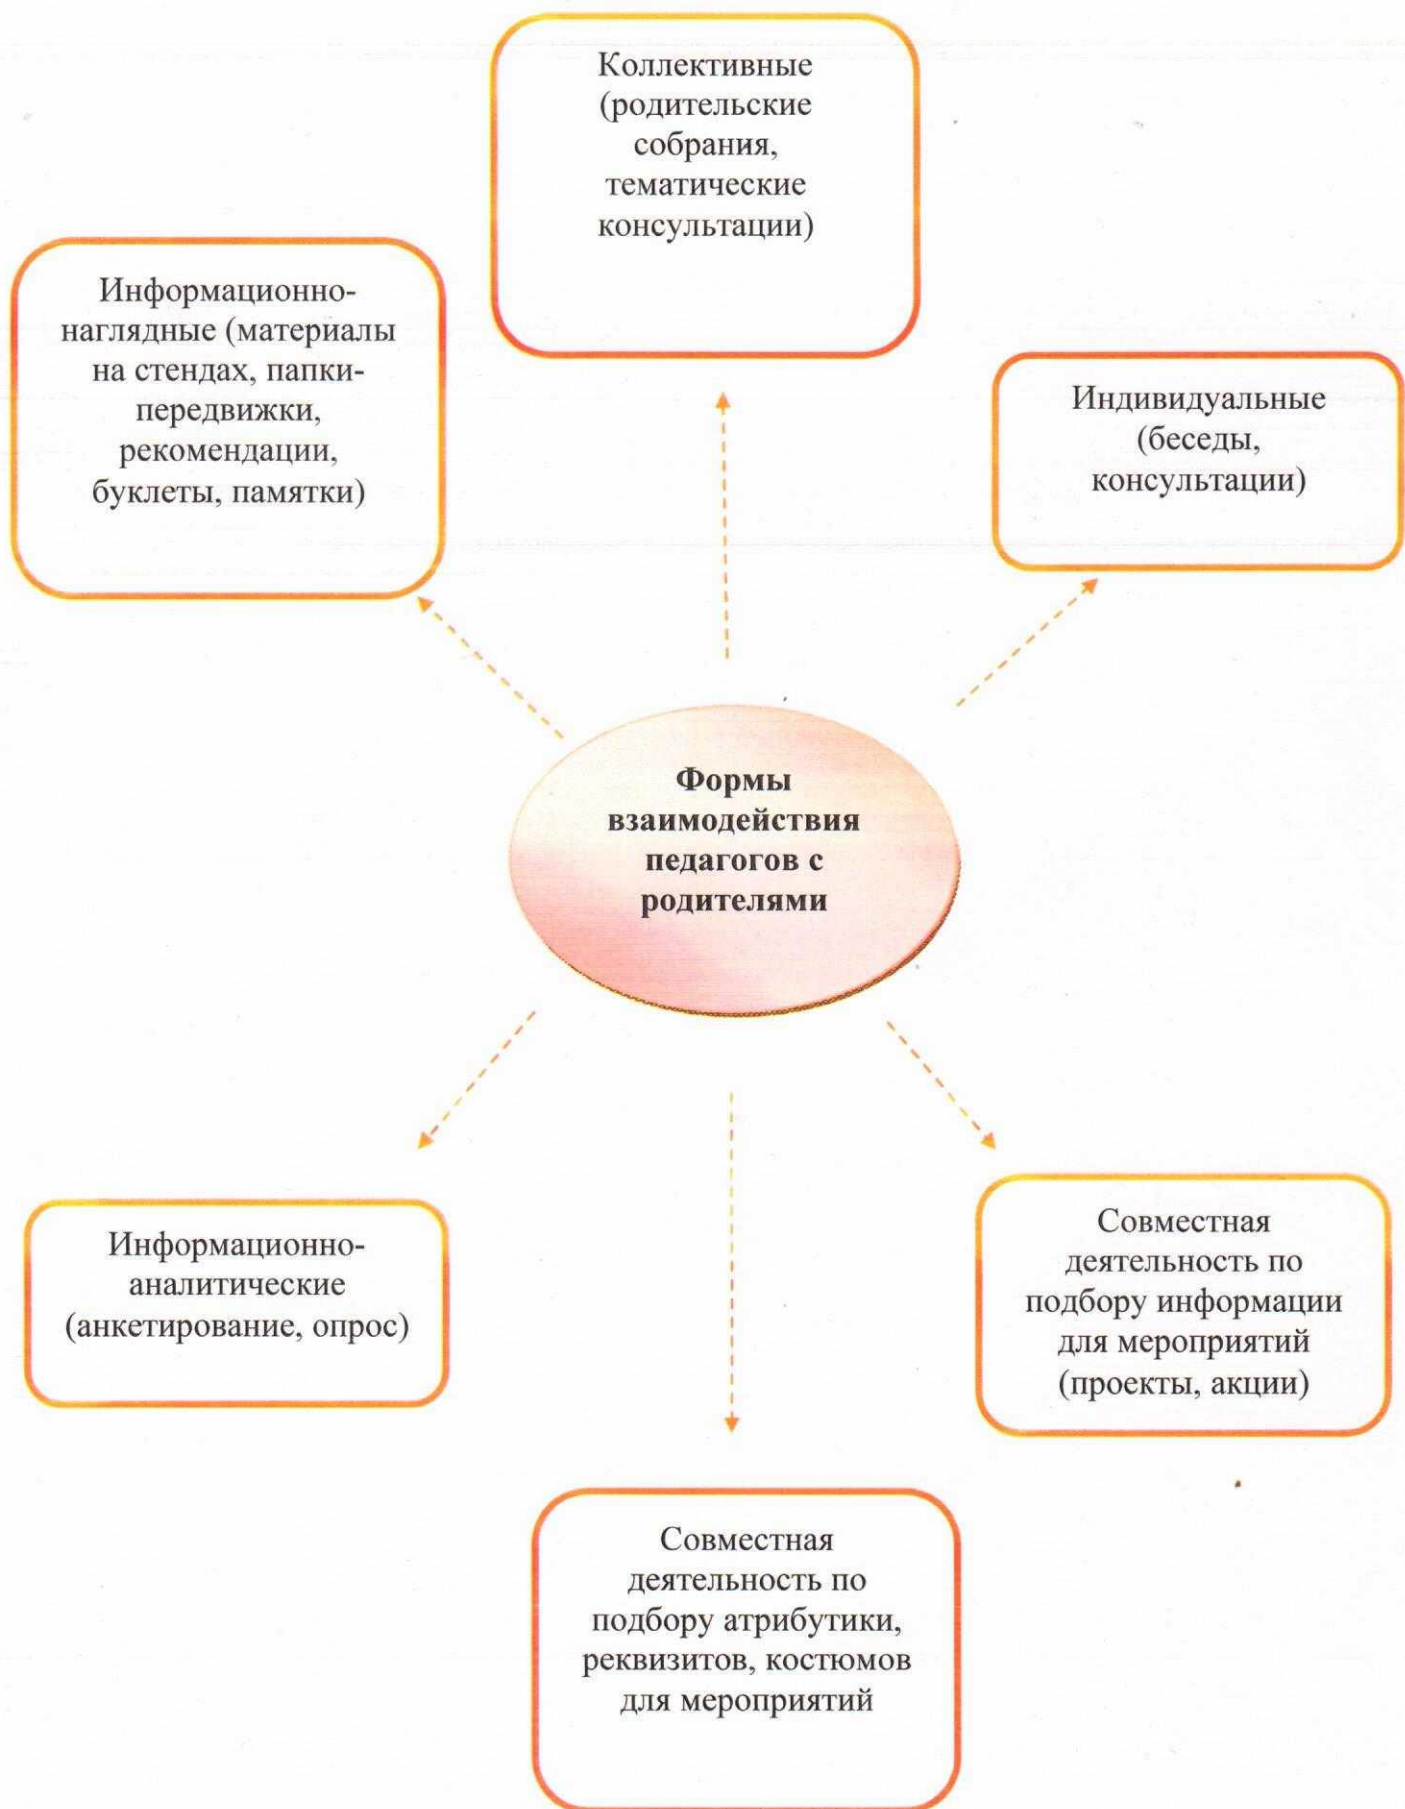 Коллективные
(родительские
собрания,
тематические
консультации)
Информационно-
наглядные (материалы
на стендах, папки-
передвижки,
рекомендации,
буклеты, памятки)
Индивидуальные
(беседы,
консультации)
Формы
взаимодействия
педагогов с
родителями
Информационно-
аналитические
(анкетирование, опрос)
Совместная
деятельность по
подбору информации
для мероприятий
(проекты, акции)
Совместная
деятельность по
подбору атрибутики,
реквизитов, костюмов
для мероприятий